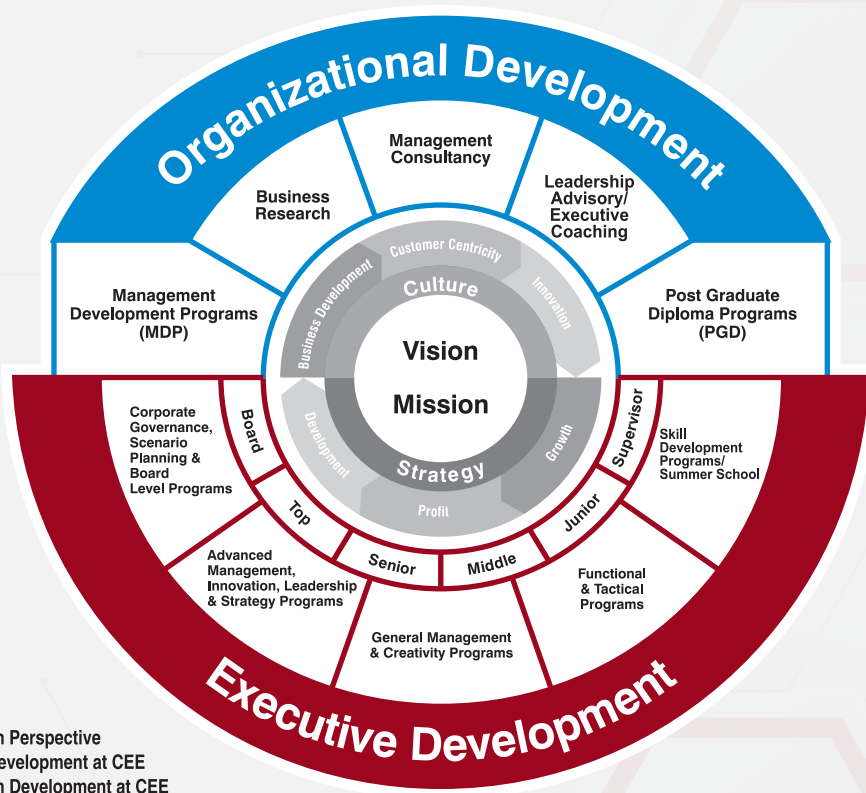 Organizational Development
Management
Consultancy
Business
Research
Leadership
Advisory/
Executive
Coaching
Management
Development Programs
(MDP)
Post Graduate
Diploma Programs
(PGD)
Customer Centricity
Business Development
Innovation
Culture
Vision
Mission
Strategy
Development
Growth
Profit
Board
Top
Senior
Middle
Junior
Supervisor
Corporate
Governance,
Scenario
Planning &
Board
Level Programs
Skill
Development
Programs/
Summer School
Advanced
Management,
Innovation, Leadership
& Strategy Programs
Functional
& Tactical
Programs
General Management
& Creativity Programs
Executive Development
n Perspective
evelopment at CEE
n Development at CEE